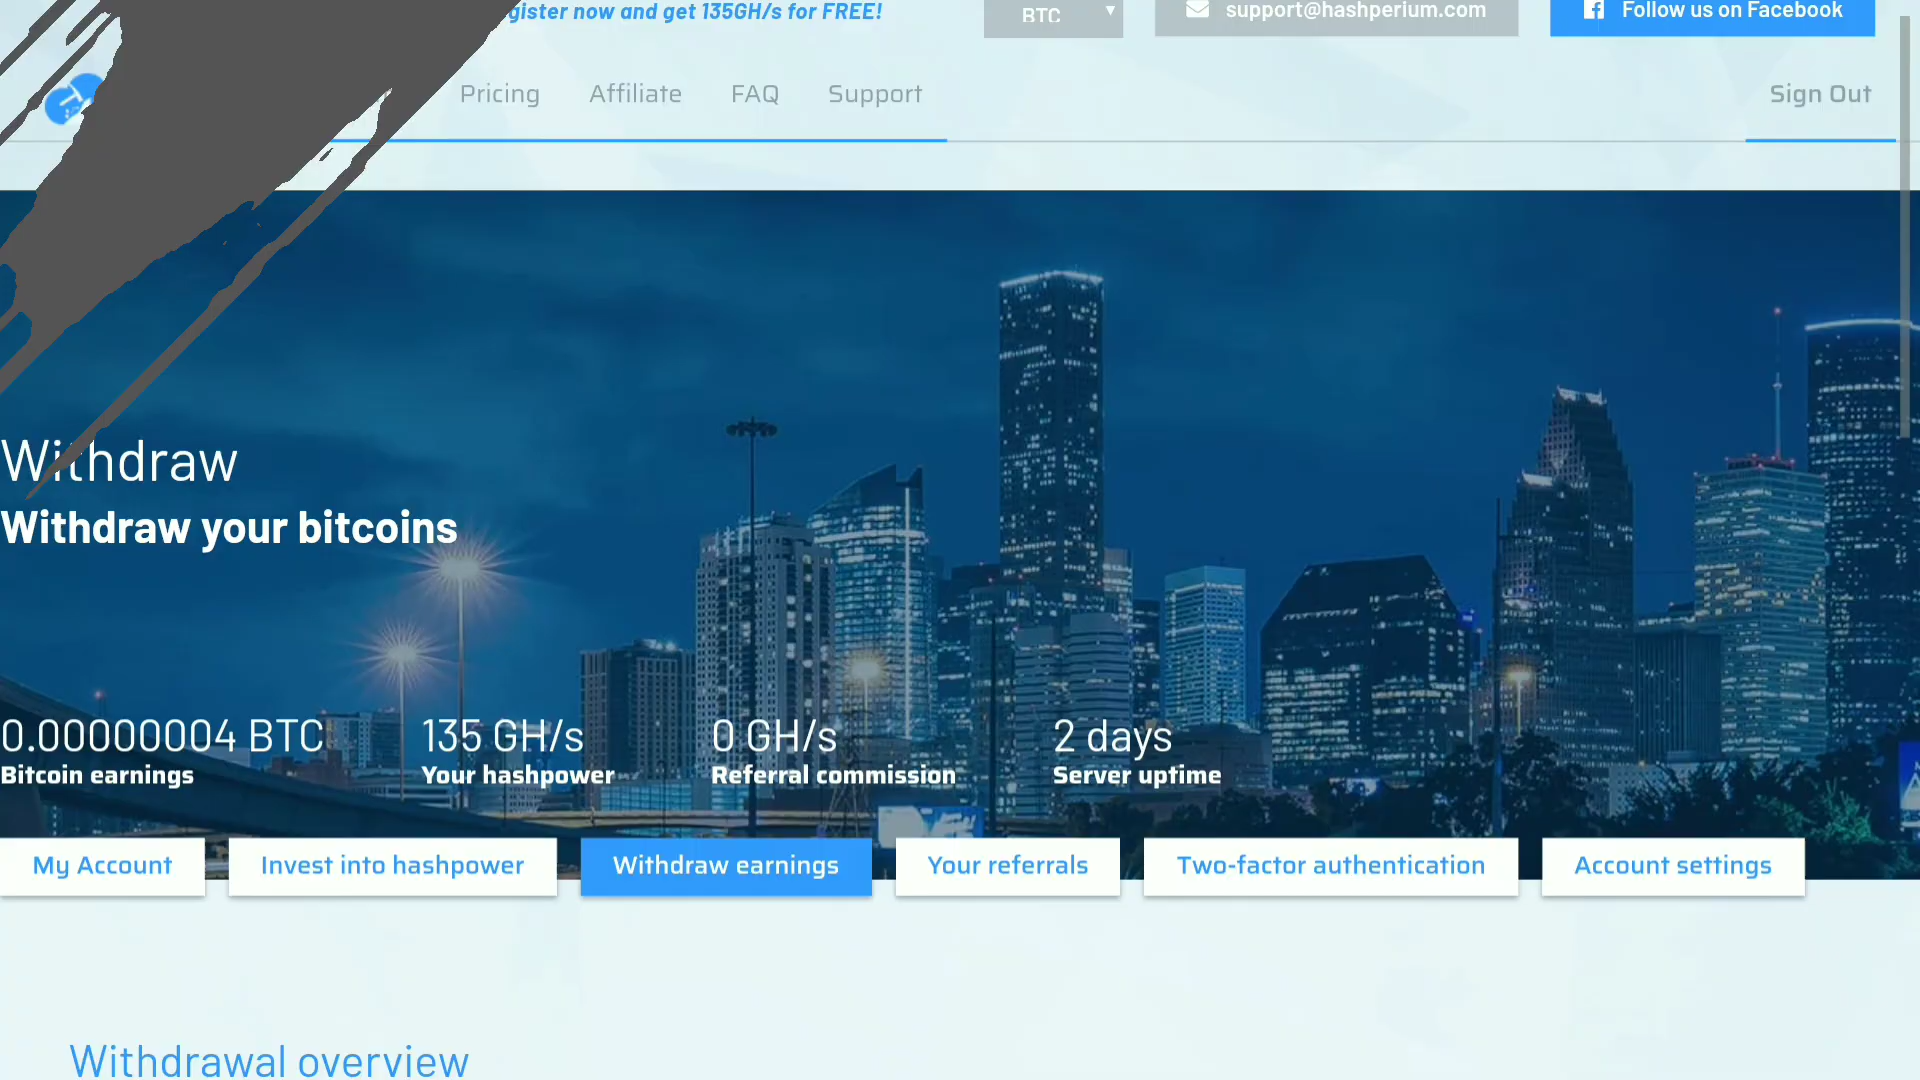 now and get 135GH/s for FREE!
BTC
support@hashperium.com
Follow us on Facebook
Pricing
Affiliate
FAQ
Support
Sign Out
Withdraw
Withdraw your bitcoins
0.00000004 BTC
Bitcoin earnings
135 GH/s
Your hashpower
0 GH/s
Referral commission
2 days
Server uptime
My Account
Invest into hashpower
Withdraw earnings
Your referrals
Two-factor authentication
Account settings
Withdrawal overview